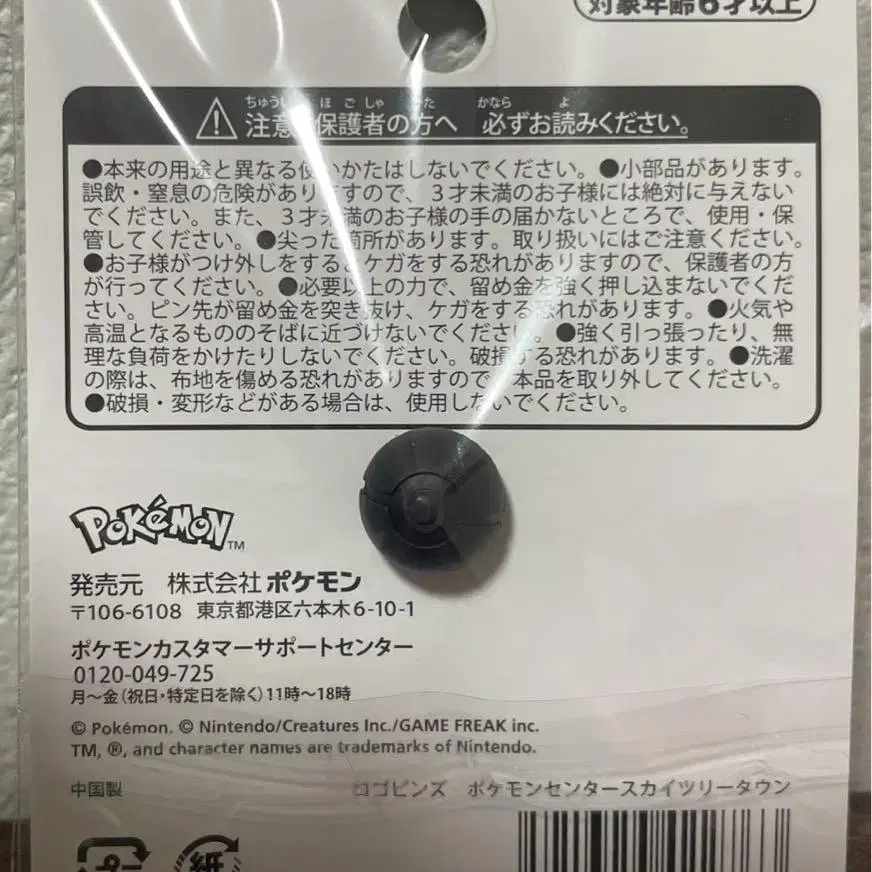 対象年齢6才以上
ちゅうい ほごしゃ かた かなら よ
注意 保護者の方へ 必ずお読みください。
●本来の用途と異なる使いかたはしないでください。●小部品があります。
誤飲・窒息の危険がありますので、3才未満のお子様には絶対に与えない
でください。また、3才未満のお子様の手の届かないところで、使用・保
管してください。●尖った箇所があります。取り扱いにはご注意ください。
●お子様がつけ外しをするとケガをする恐れがありますので、保護者の方
が行ってください。●必要以上の力で、留め金を強く押し込まないでくだ
さい。ピン先が留め金を突き抜け、ケガをする恐れがあります。●火気や
高温となるもののそばに近づけないでください。●強く引っ張ったり、無
理な負荷をかけたりしないでください。破損する恐れがあります。●洗濯
の際は、布地を傷める恐れがありますので、本品を取り外してください。
●破損・変形などがある場合は、使用しないでください。
POKéMON TM
発売元 株式会社ポケモン
〒106-6108 東京都港区六本木6-10-1
ポケモンカスタマーサポートセンター
0120-049-725
月〜金(祝日・特定日を除く)11時〜18時
© Pokémon. © Nintendo/Creatures Inc./GAME FREAK inc.
TM, ®, and character names are trademarks of Nintendo.
中国製 ロゴピンズ ポケモンセンタースカイツリータウン
プラ 紙